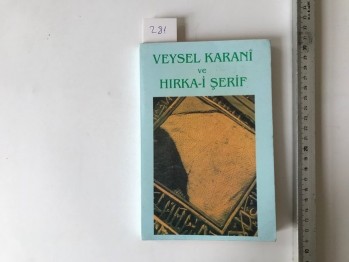 281
VEYSEL KARANİ
ve
HIRKA-İ ŞERİF